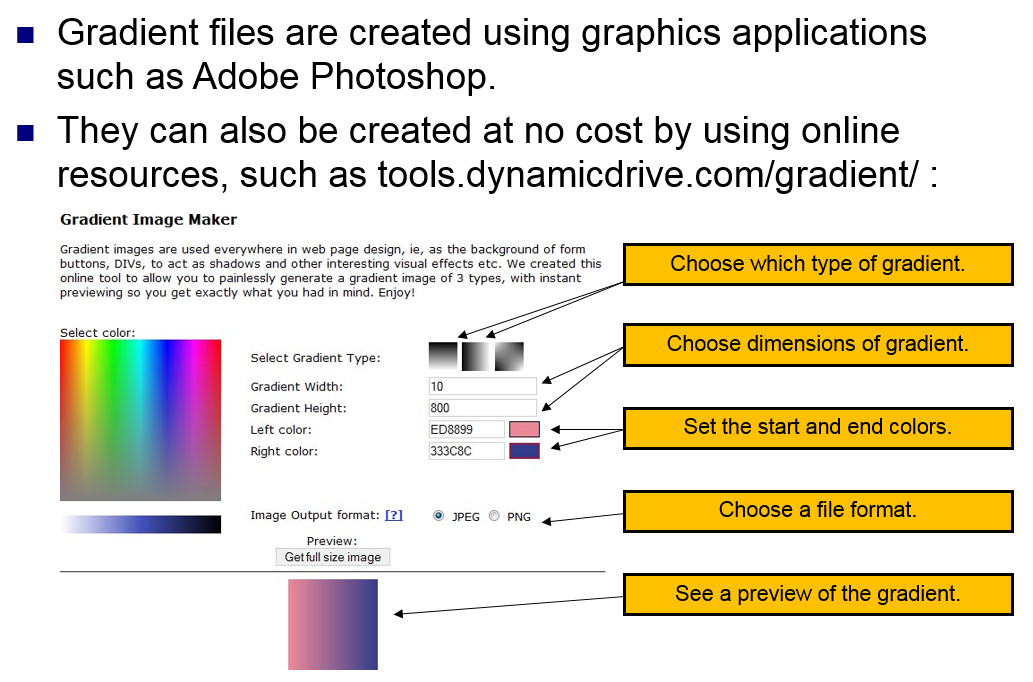 Gradient files are created using graphics applications
such as Adobe Photoshop.
They can also be created at no cost by using online
resources, such as tools.dynamicdrive.com/gradient/ :
Gradient Image Maker
Gradient images are used everywhere in web page design, ie, as the background of form
buttons, DIVs, to act as shadows and other interesting visual effects etc. We created this
online tool to allow you to painlessly generate a gradient image of 3 types, with instant
previewing so you get exactly what you had in mind. Enjoy!
Choose which type of gradient.
Select color:
Select Gradient Type:
Choose dimensions of gradient.
Gradient Width: 10
Gradient Height: 800
Left color: ED8899
Set the start and end colors.
Right color: 333C8C
Image Output format: [?] JPEG PNG
Choose a file format.
Preview:
Get full size image
See a preview of the gradient.